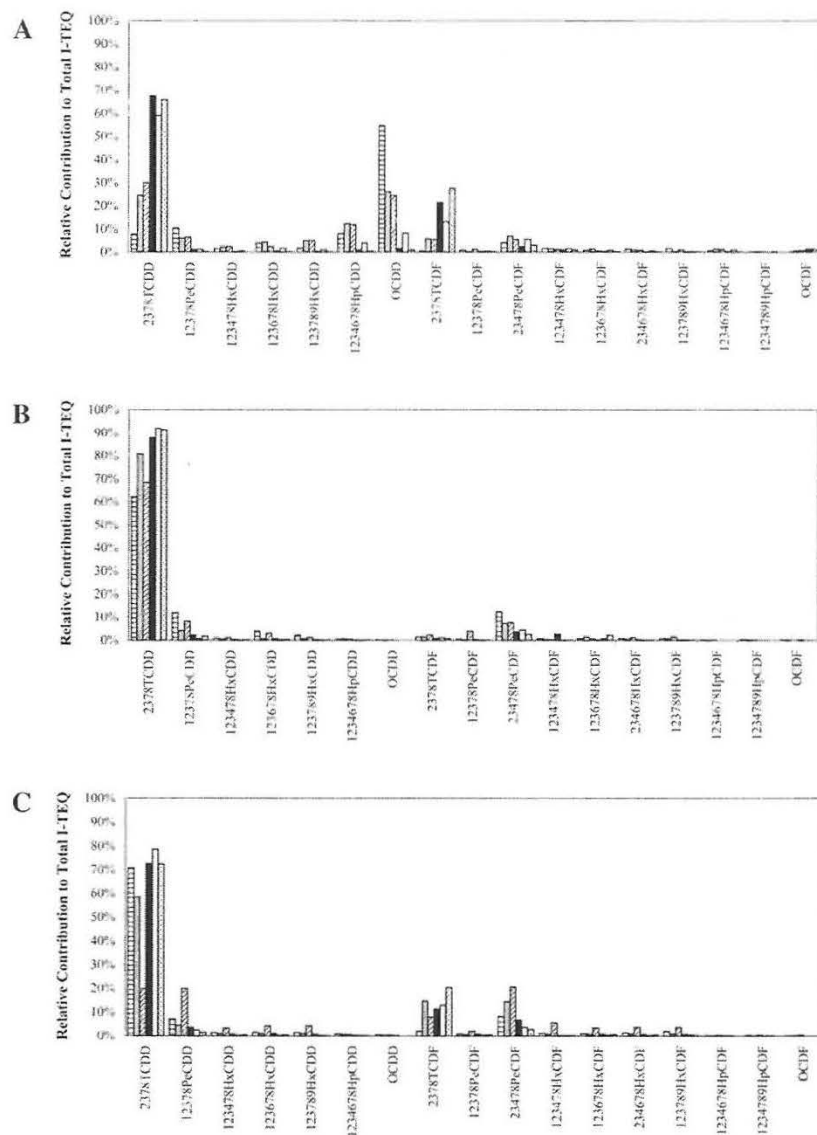 A
Relative Contribution to Total I-TEQ
100%
90%
80%
70%
60%
50%
40%
30%
20%
10%
0%
2378TCDD
12378PeCDD
123478HxCDD
123678HxCDD
123789HxCDD
1234678HpCDD
OCDD
2378TCDF
12378PeCDF
23478PeCDF
123478HxCDF
123678HxCDF
234678HxCDF
123789HxCDF
1234678HpCDF
1234789HpCDF
OCDF
B
Relative Contribution to Total I-TEQ
100%
90%
80%
70%
60%
50%
40%
30%
20%
10%
0%
2378TCDD
12378PeCDD
123478HxCDD
123678HxCDD
123789HxCDD
1234678HpCDD
OCDD
2378TCDF
12378PeCDF
23478PeCDF
123478HxCDF
123678HxCDF
234678HxCDF
123789HxCDF
1234678HpCDF
1234789HpCDF
OCDF
C
Relative Contribution to Total I-TEQ
100%
90%
80%
70%
60%
50%
40%
30%
20%
10%
0%
2378TCDD
12378PeCDD
123478HxCDD
123678HxCDD
123789HxCDD
1234678HpCDD
OCDD
2378TCDF
12378PeCDF
23478PeCDF
123478HxCDF
123678HxCDF
234678HxCDF
123789HxCDF
1234678HpCDF
1234789HpCDF
OCDF